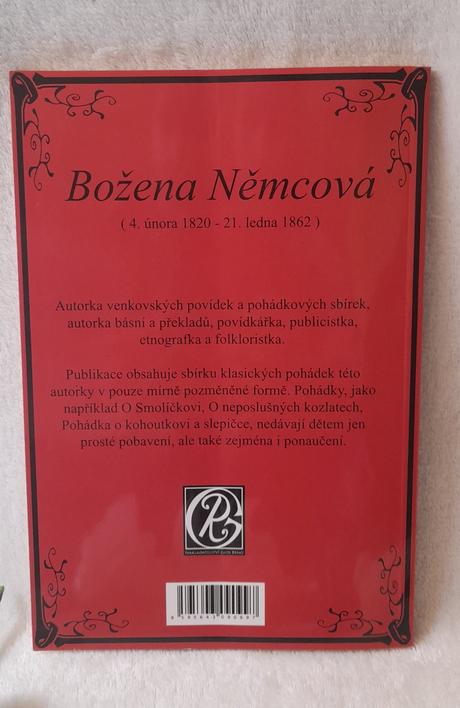 Božena Němcová
( 4. února 1820 - 21. ledna 1862 )
Autorka venkovských povídek a pohádkových sbírek,
autorka básní a překladů, povídkářka, publicistka,
etnografka a folkloristka.
Publikace obsahuje sbírku klasických pohádek této
autorky v pouze mírně pozměněné formě. Pohádky, jako
například O Smolíčkovi, O neposlušných kozlatech,
Pohádka o kohoutkovi a slepičce, nedávají dětem jen
prosté pobavení, ale také zejména i ponaučení.